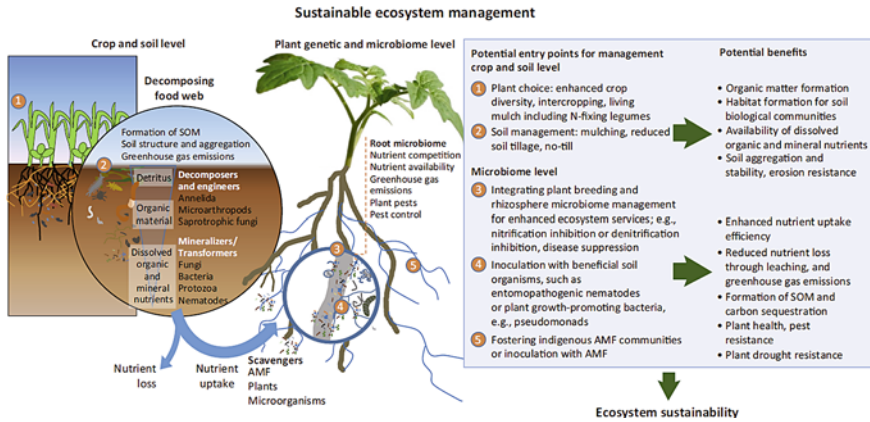 Sustainable ecosystem management
Crop and soil level
Plant genetic and microbiome level
1
Decomposing
food web
Formation of SOM
Soil structure and aggregation
Greenhouse gas emissions
2
Detritus
Organic
material
Dissolved
organic
and
mineral
nutrients
Decomposers
and engineers
Annelida
Microarthropods
Saprotrophic fungi
Mineralizers/
Transformers
Fungi
Bacteria
Protozoa
Nematodes
Nutrient
loss
Nutrient
uptake
Scavengers
AMF
Plants
Microorganisms
Root microbiome
Nutrient competition
Nutrient availability
Greenhouse gas
emissions
Plant pests
Pest control
3
4
5
Potential entry points for management
crop and soil level
1 Plant choice: enhanced crop
diversity, intercropping, living
mulch including N-fixing legumes
2 Soil management: mulching, reduced
soil tillage, no-till
Microbiome level
3 Integrating plant breeding and
rhizosphere microbiome management
for enhanced ecosystem services; e.g.,
nitrification inhibition or denitrification
inhibition, disease suppression
4 Inoculation with beneficial soil
organisms, such as
entomopathogenic nematodes
or plant growth-promoting bacteria,
e.g., pseudomonads
5 Fostering indigenous AMF communities
or inoculation with AMF
Potential benefits
• Organic matter formation
• Habitat formation for soil
biological communities
• Availability of dissolved
organic and mineral nutrients
• Soil aggregation and
stability, erosion resistance
• Enhanced nutrient uptake
efficiency
• Reduced nutrient loss
through leaching, and
greenhouse gas emissions
• Formation of SOM and
carbon sequestration
• Plant health, pest
resistance
• Plant drought resistance
Ecosystem sustainability